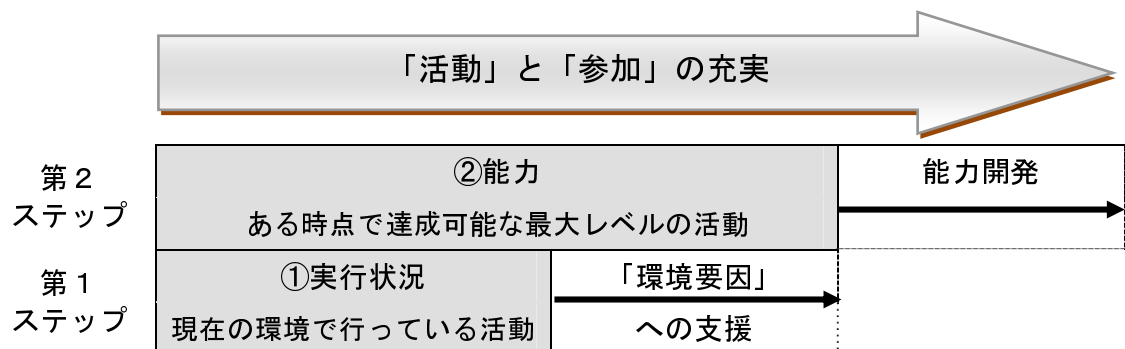 「活動」と「参加」の充実
第２
ステップ
②能力
ある時点で達成可能な最大レベルの活動
能力開発
第１
ステップ
①実行状況
現在の環境で行っている活動
「環境要因」
への支援